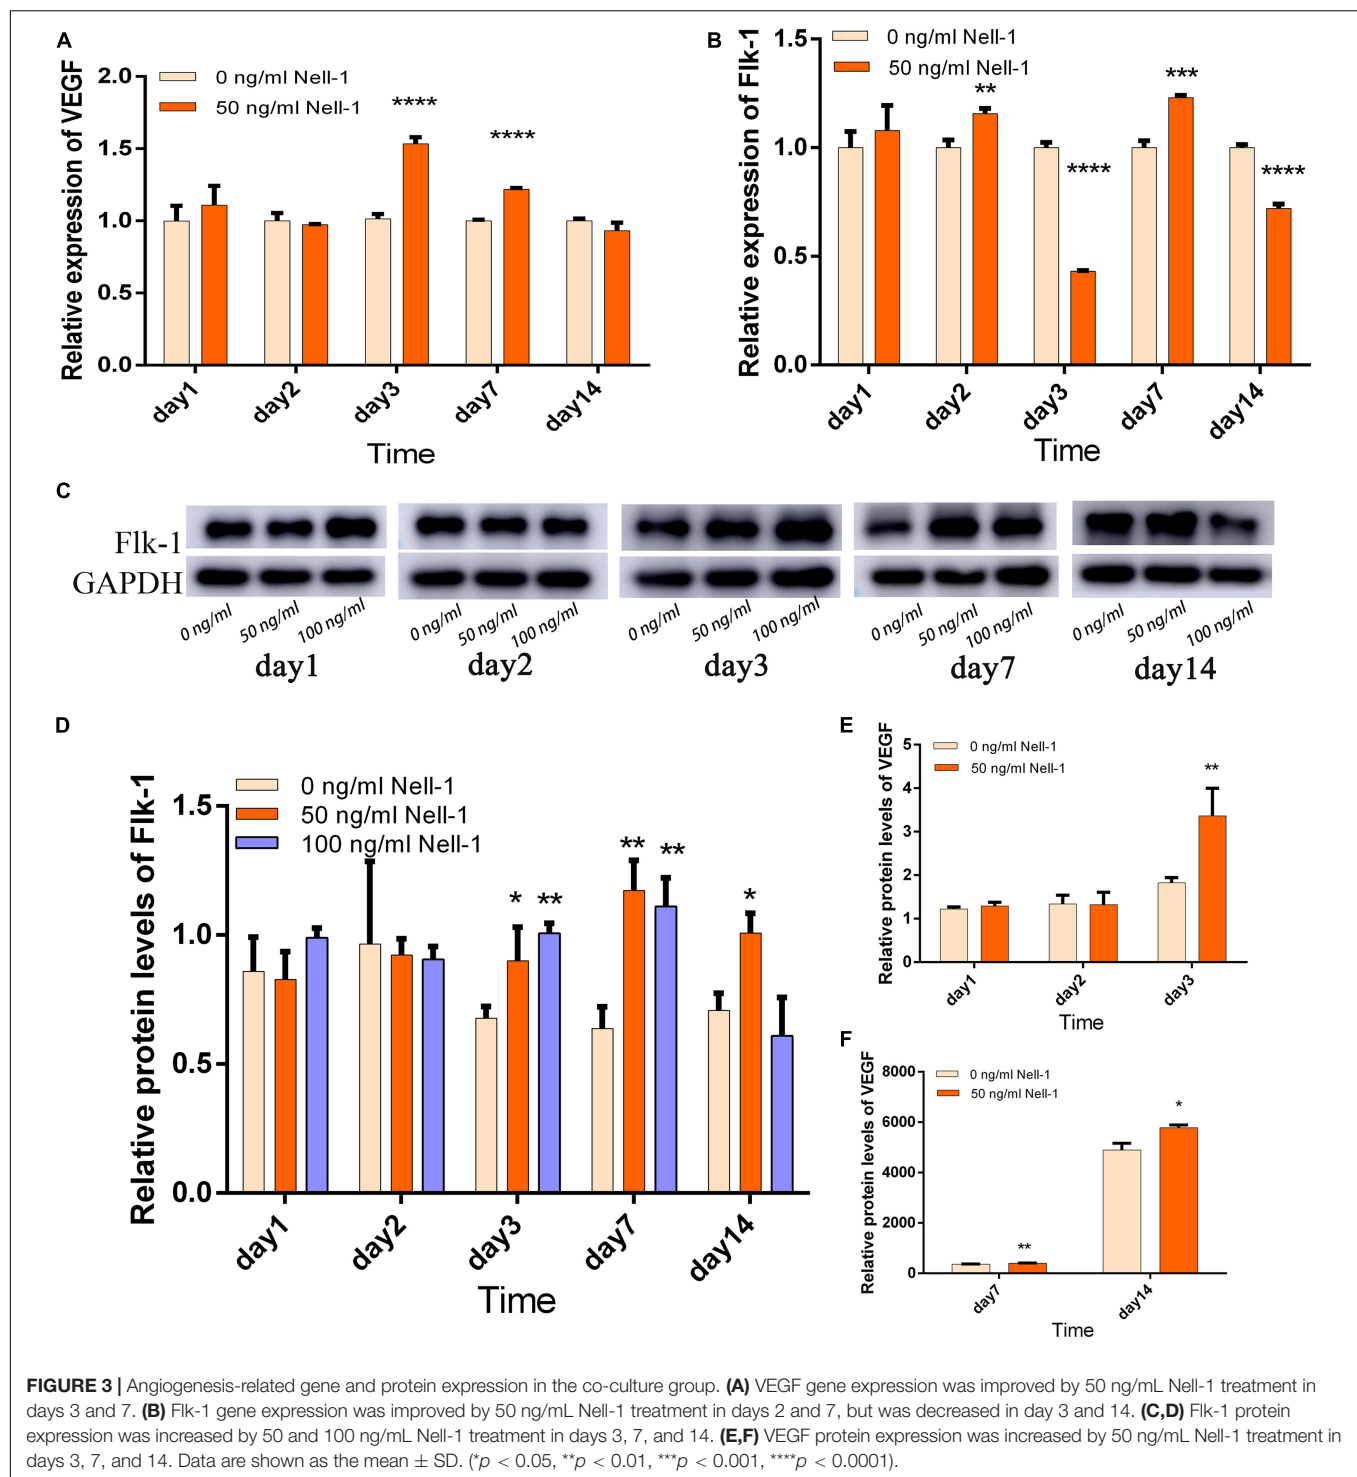 A
0 ng/ml Nell-1
50 ng/ml Nell-1
Relative expression of VEGF
2.0
1.5
1.0
0.5
0.0
****
****
day1
day2
day3
day7
day14
Time
B
0 ng/ml Nell-1
50 ng/ml Nell-1
Relative expression of Flk-1
1.5
1.0
0.5
0.0
**
****
***
****
day1
day2
day3
day7
day14
Time
C
Flk-1
GAPDH
0 ng/ml 50 ng/ml 100 ng/ml
day1
0 ng/ml 50 ng/ml 100 ng/ml
day2
0 ng/ml 50 ng/ml 100 ng/ml
day3
0 ng/ml 50 ng/ml 100 ng/ml
day7
0 ng/ml 50 ng/ml 100 ng/ml
day14
D
0 ng/ml Nell-1
50 ng/ml Nell-1
100 ng/ml Nell-1
Relative protein levels of Flk-1
1.5
1.0
0.5
0.0
*
**
**
**
*
day1
day2
day3
day7
day14
Time
E
0 ng/ml Nell-1
50 ng/ml Nell-1
Relative protein levels of VEGF
5
4
3
2
1
0
**
day1
day2
day3
Time
F
0 ng/ml Nell-1
50 ng/ml Nell-1
Relative protein levels of VEGF
8000
6000
4000
2000
0
**
*
day7
day14
Time
FIGURE 3 | Angiogenesis-related gene and protein expression in the co-culture group. (A) VEGF gene expression was improved by 50 ng/mL Nell-1 treatment in
days 3 and 7. (B) Flk-1 gene expression was improved by 50 ng/mL Nell-1 treatment in days 2 and 7, but was decreased in day 3 and 14. (C,D) Flk-1 protein
expression was increased by 50 and 100 ng/mL Nell-1 treatment in days 3, 7, and 14. (E,F) VEGF protein expression was increased by 50 ng/mL Nell-1 treatment in
days 3, 7, and 14. Data are shown as the mean ± SD. (*p < 0.05, **p < 0.01, ***p < 0.001, ****p < 0.0001).